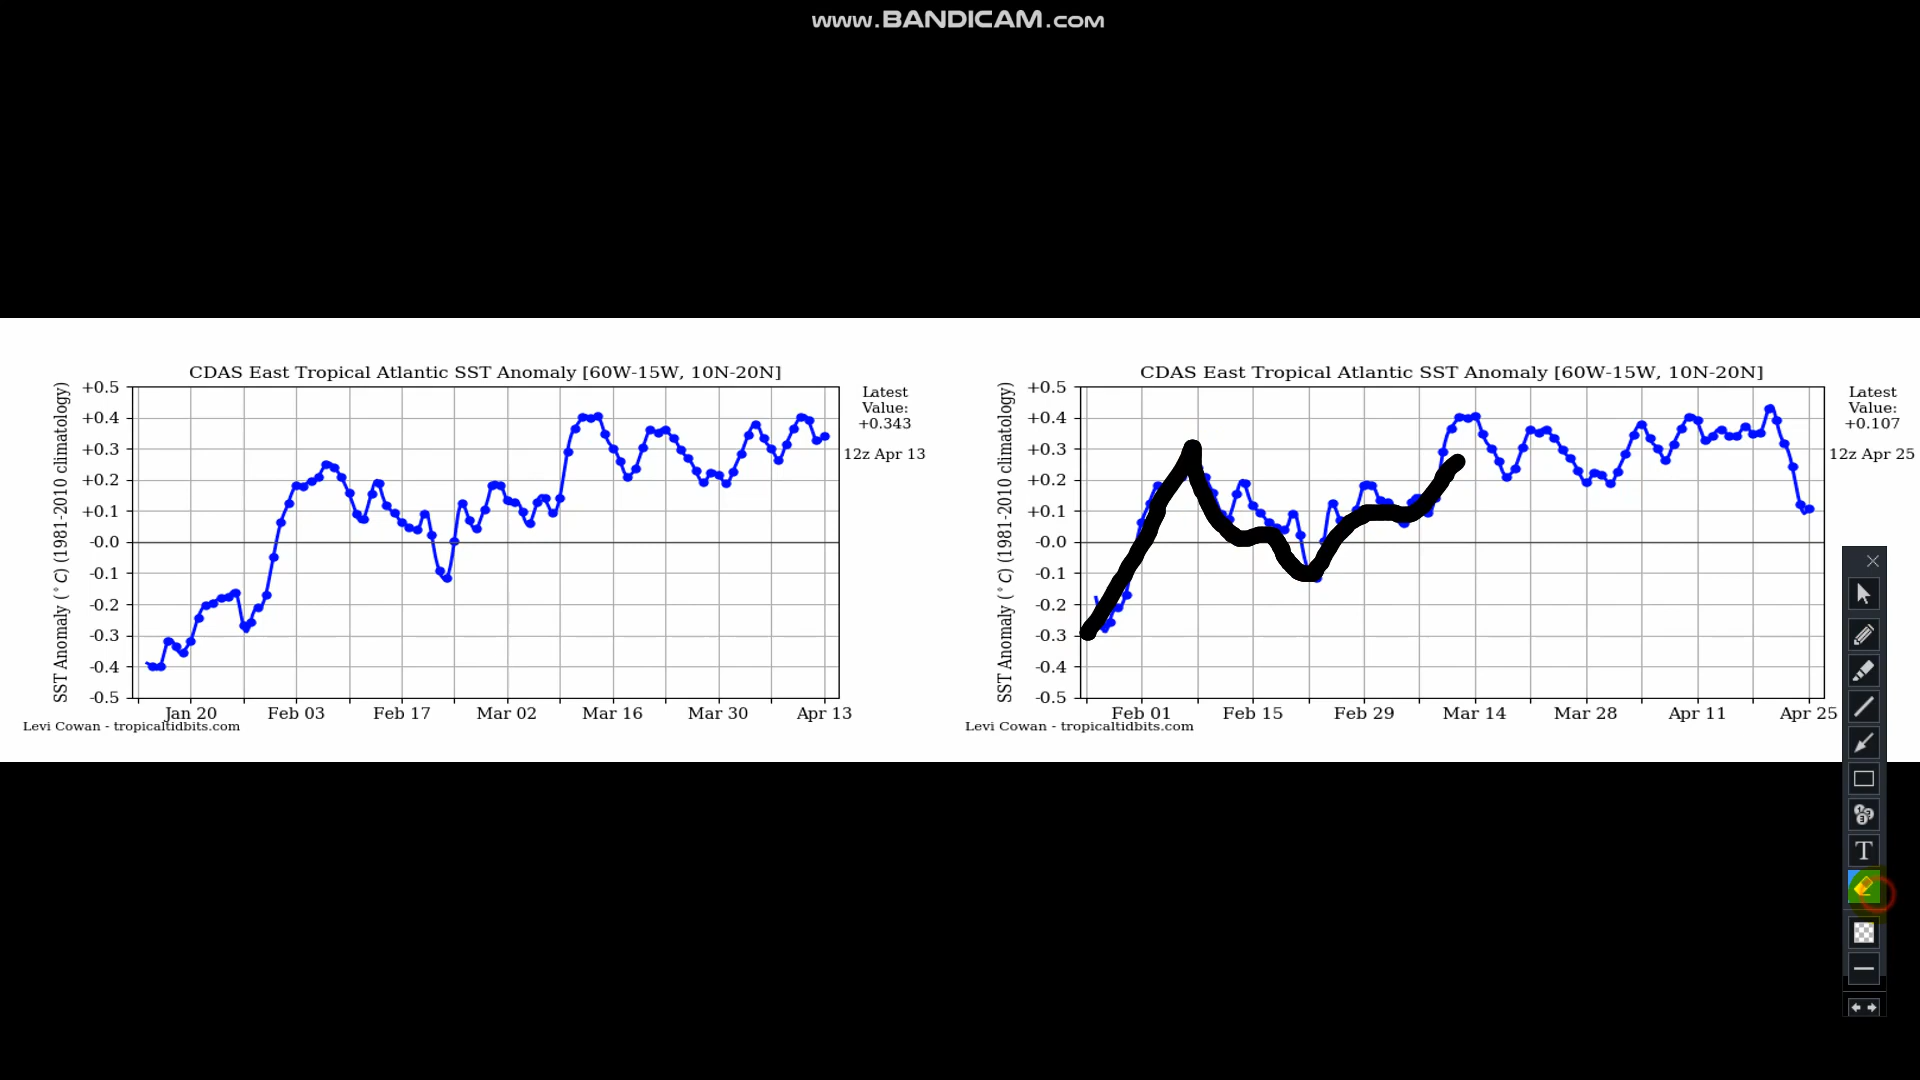 www.BANDICAM.com
CDAS East Tropical Atlantic SST Anomaly [60W-15W, 10N-20N]
SST Anomaly (°C) (1981-2010 climatology)
+0.5
+0.4
+0.3
+0.2
+0.1
-0.0
-0.1
-0.2
-0.3
-0.4
-0.5
Jan 20 Feb 03 Feb 17 Mar 02 Mar 16 Mar 30 Apr 13
Latest
Value:
+0.343
12z Apr 13
Levi Cowan - tropicaltidbits.com
CDAS East Tropical Atlantic SST Anomaly [60W-15W, 10N-20N]
SST Anomaly (°C) (1981-2010 climatology)
+0.5
+0.4
+0.3
+0.2
+0.1
-0.0
-0.1
-0.2
-0.3
-0.4
-0.5
Feb 01 Feb 15 Feb 29 Mar 14 Mar 28 Apr 11 Apr 25
Latest
Value:
+0.107
12z Apr 25
Levi Cowan - tropicaltidbits.com
T